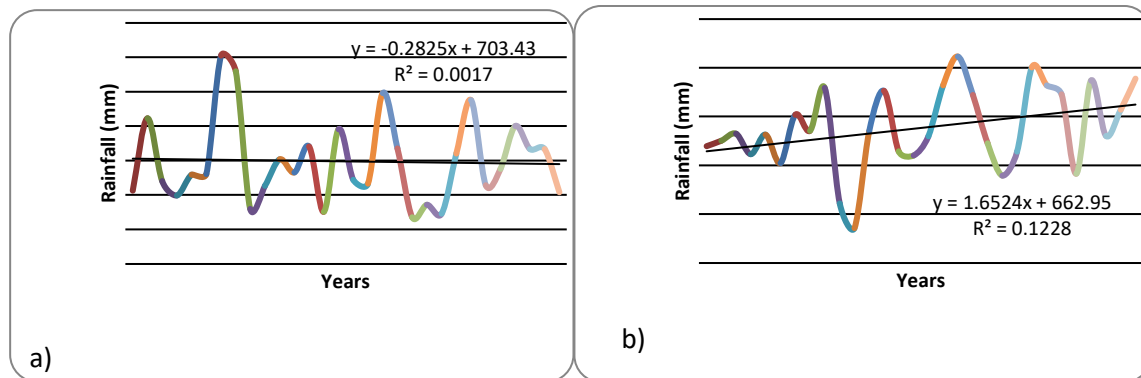 y = -0.2825x + 703.43
R² = 0.0017
Rainfall (mm)
Years
a)
Rainfall (mm)
y = 1.6524x + 662.95
R² = 0.1228
Years
b)